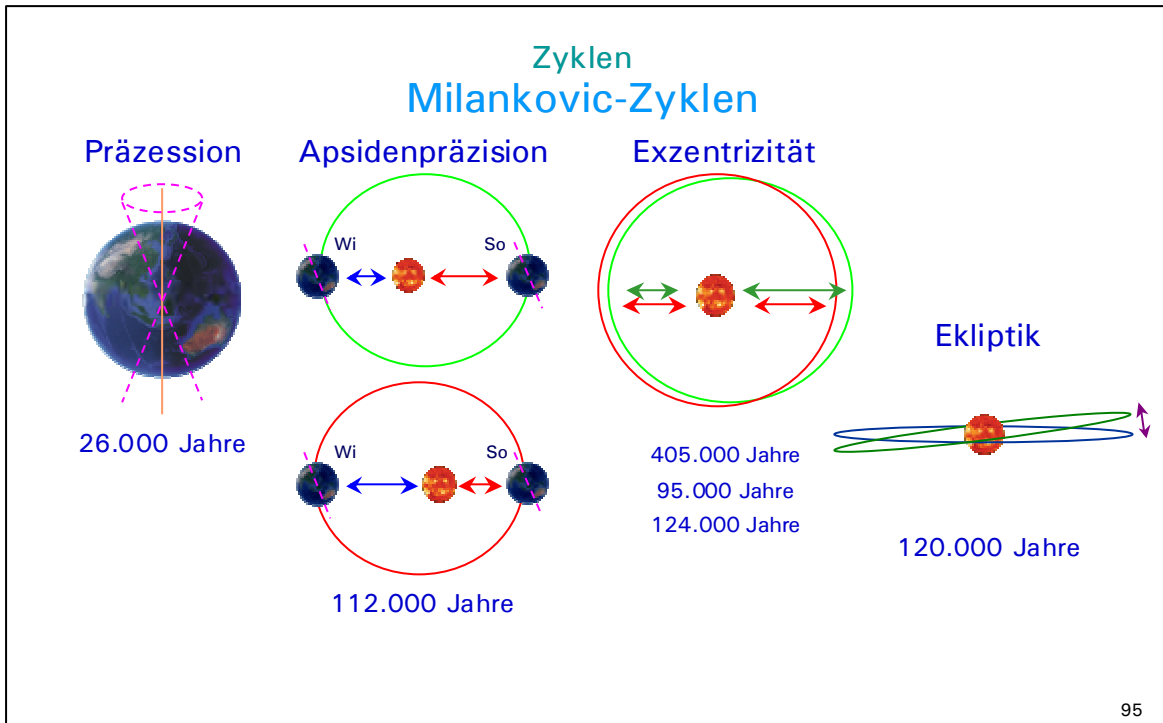 Zyklen
Milankovic-Zyklen
Präzession
26.000 Jahre
Apsidenpräzision
Wi
So
Wi
So
112.000 Jahre
Exzentrizität
405.000 Jahre
95.000 Jahre
124.000 Jahre
Ekliptik
120.000 Jahre
95